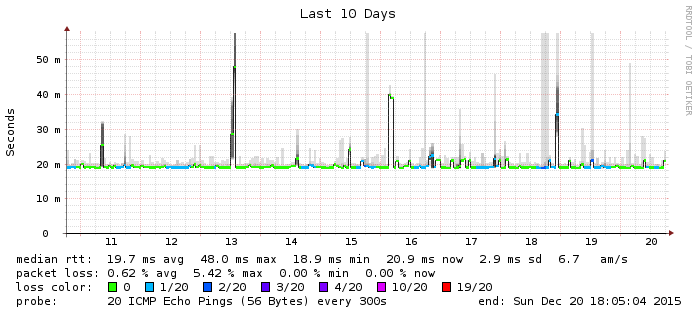 Last 10 Days
RRDTOOL / TOBI OETIKER
Seconds
50 m
40 m
30 m
20 m
10 m
0
11 12 13 14 15 16 17 18 19 20
median rtt: 19.7 ms avg 48.0 ms max 18.9 ms min 20.9 ms now 2.9 ms sd 6.7 am/s
packet loss: 0.62 % avg 5.42 % max 0.00 % min 0.00 % now
loss color: 0 1/20 2/20 3/20 4/20 10/20 19/20
probe: 20 ICMP Echo Pings (56 Bytes) every 300s end: Sun Dec 20 18:05:04 2015